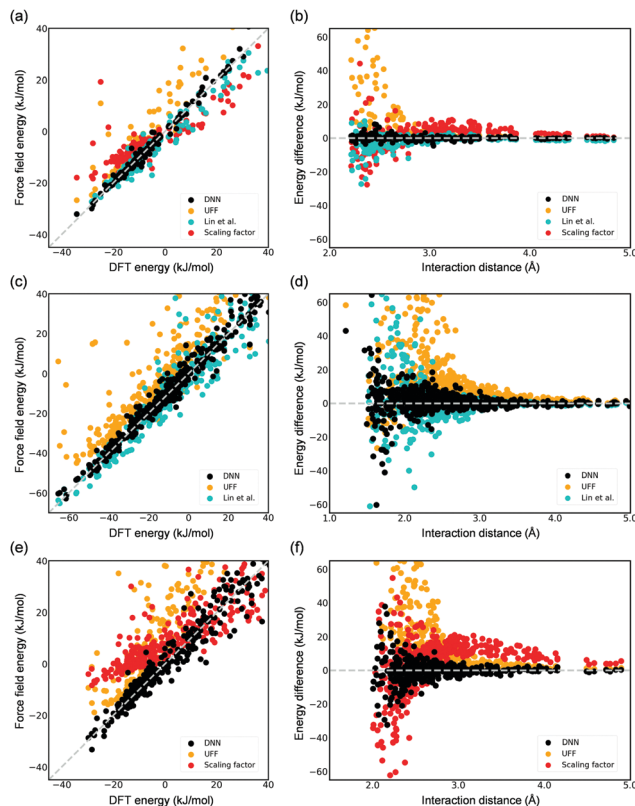 (a)
Force field energy (kJ/mol)
40
20
0
−20
−40
−40 −20 0 20 40
DFT energy (kJ/mol)
DNN
UFF
Lin et al.
Scaling factor
(b)
Energy difference (kJ/mol)
60
40
20
0
−20
−40
−60
2.0 3.0 4.0 5.0
Interaction distance (Å)
DNN
UFF
Lin et al.
Scaling factor
(c)
Force field energy (kJ/mol)
40
20
0
−20
−40
−60
−60 −40 −20 0 20 40
DFT energy (kJ/mol)
DNN
UFF
Lin et al.
(d)
Energy difference (kJ/mol)
60
40
20
0
−20
−40
−60
1.0 2.0 3.0 4.0 5.0
Interaction distance (Å)
DNN
UFF
Lin et al.
(e)
Force field energy (kJ/mol)
40
20
0
−20
−40
−40 −20 0 20 40
DFT energy (kJ/mol)
DNN
UFF
Scaling factor
(f)
Energy difference (kJ/mol)
60
40
20
0
−20
−40
−60
2.0 3.0 4.0 5.0
Interaction distance (Å)
DNN
UFF
Scaling factor